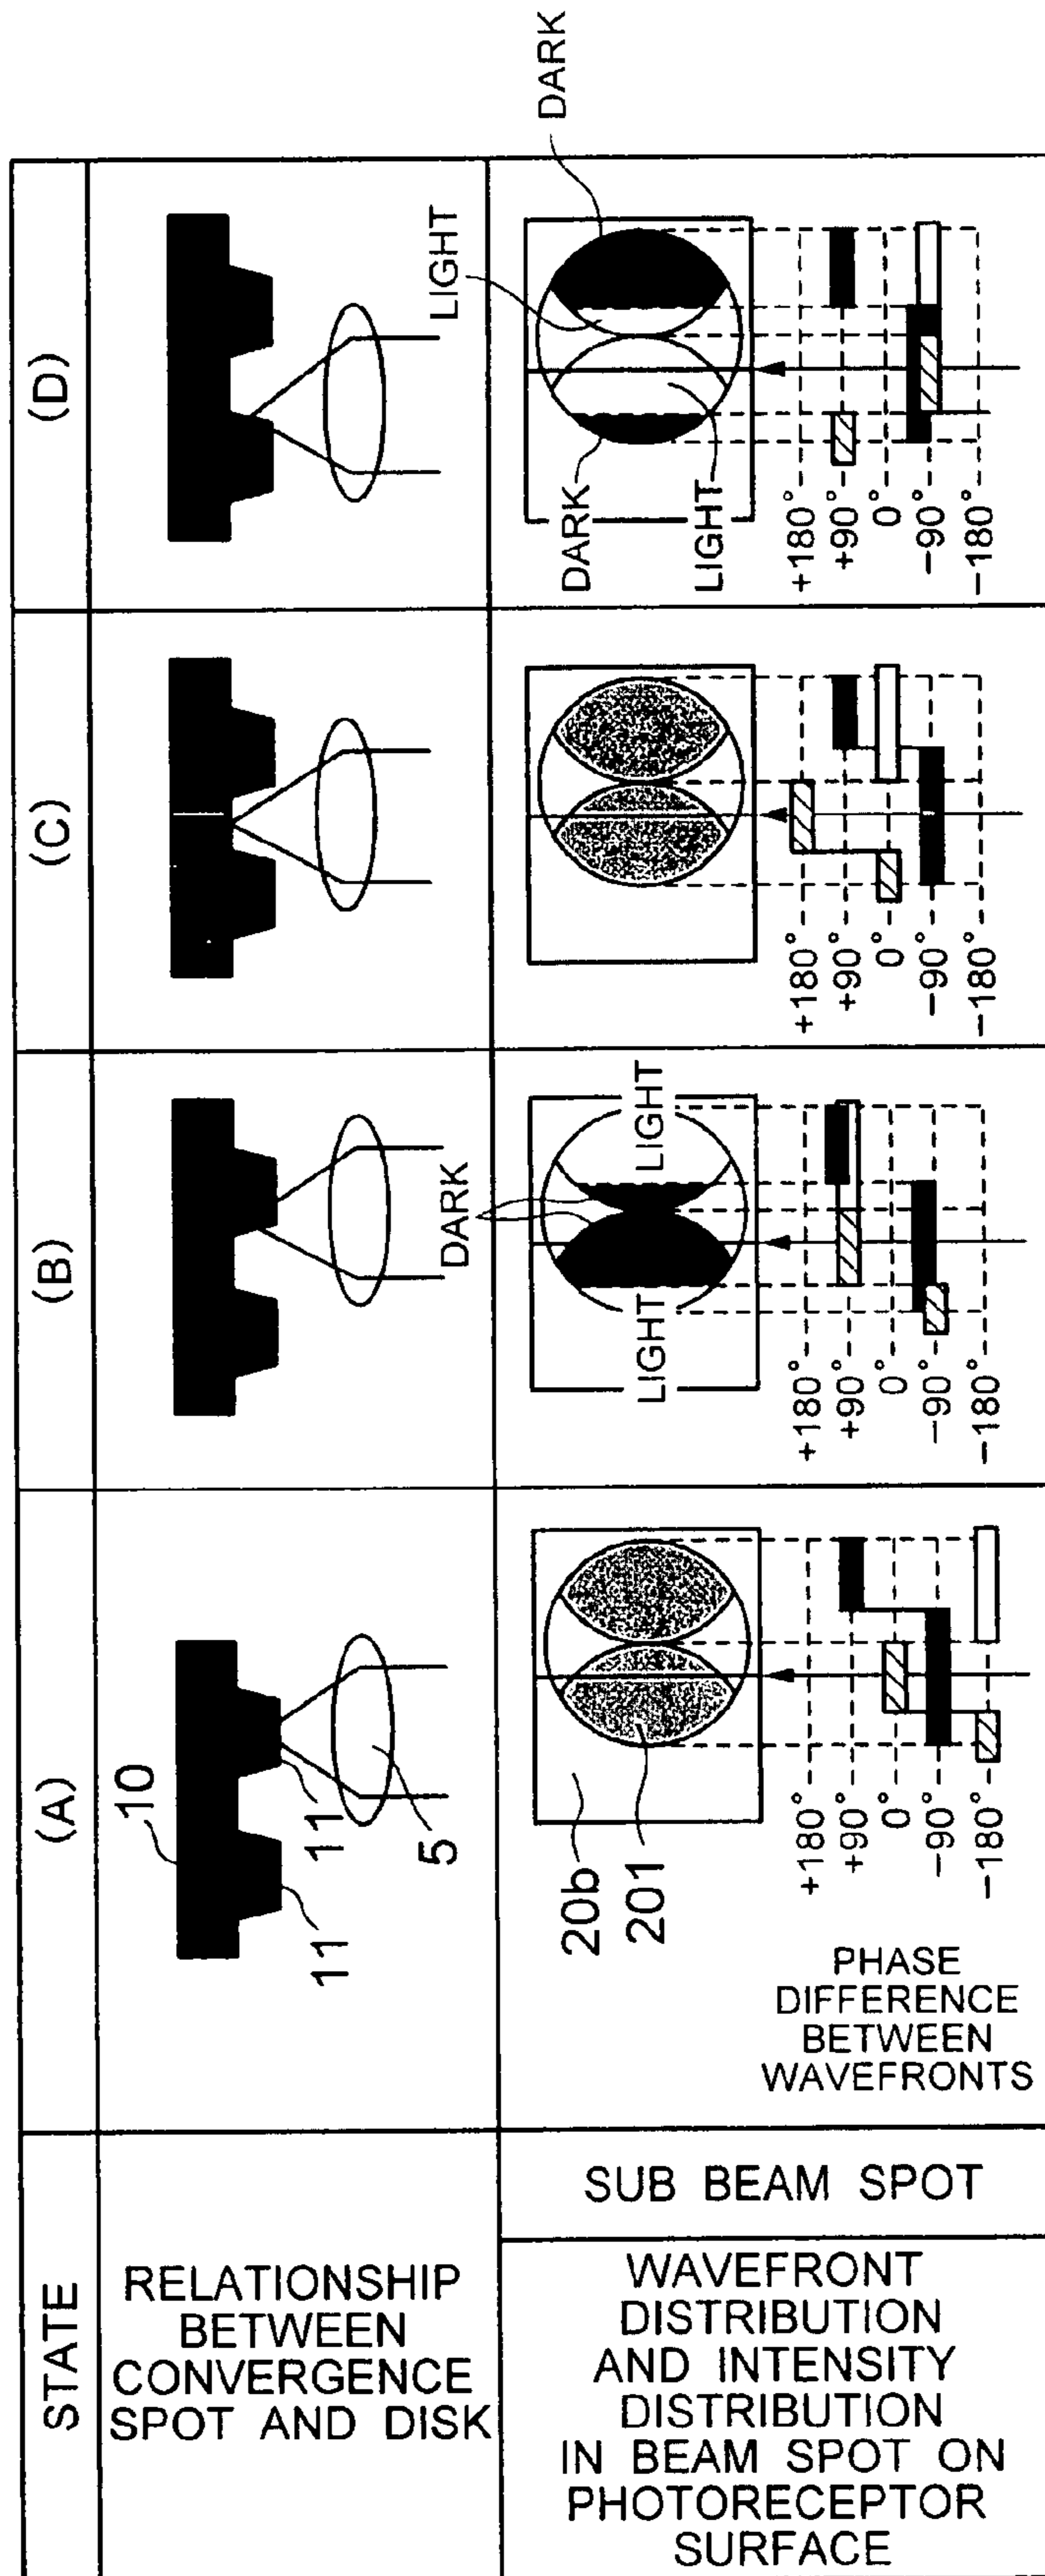 STATE
(A)
(B)
(C)
(D)
RELATIONSHIP
BETWEEN
CONVERGENCE
SPOT AND DISK
10
11
11
5
WAVEFRONT
DISTRIBUTION
AND INTENSITY
DISTRIBUTION
IN BEAM SPOT ON
PHOTORECEPTOR
SURFACE
SUB BEAM SPOT
20b
201
PHASE
DIFFERENCE
BETWEEN
WAVEFRONTS
+180°
+90°
0°
-90°
-180°
DARK
LIGHT
LIGHT
+180°
+90°
0°
-90°
-180°
+180°
+90°
0°
-90°
-180°
LIGHT
DARK
DARK
LIGHT
+180°
+90°
0°
-90°
-180°